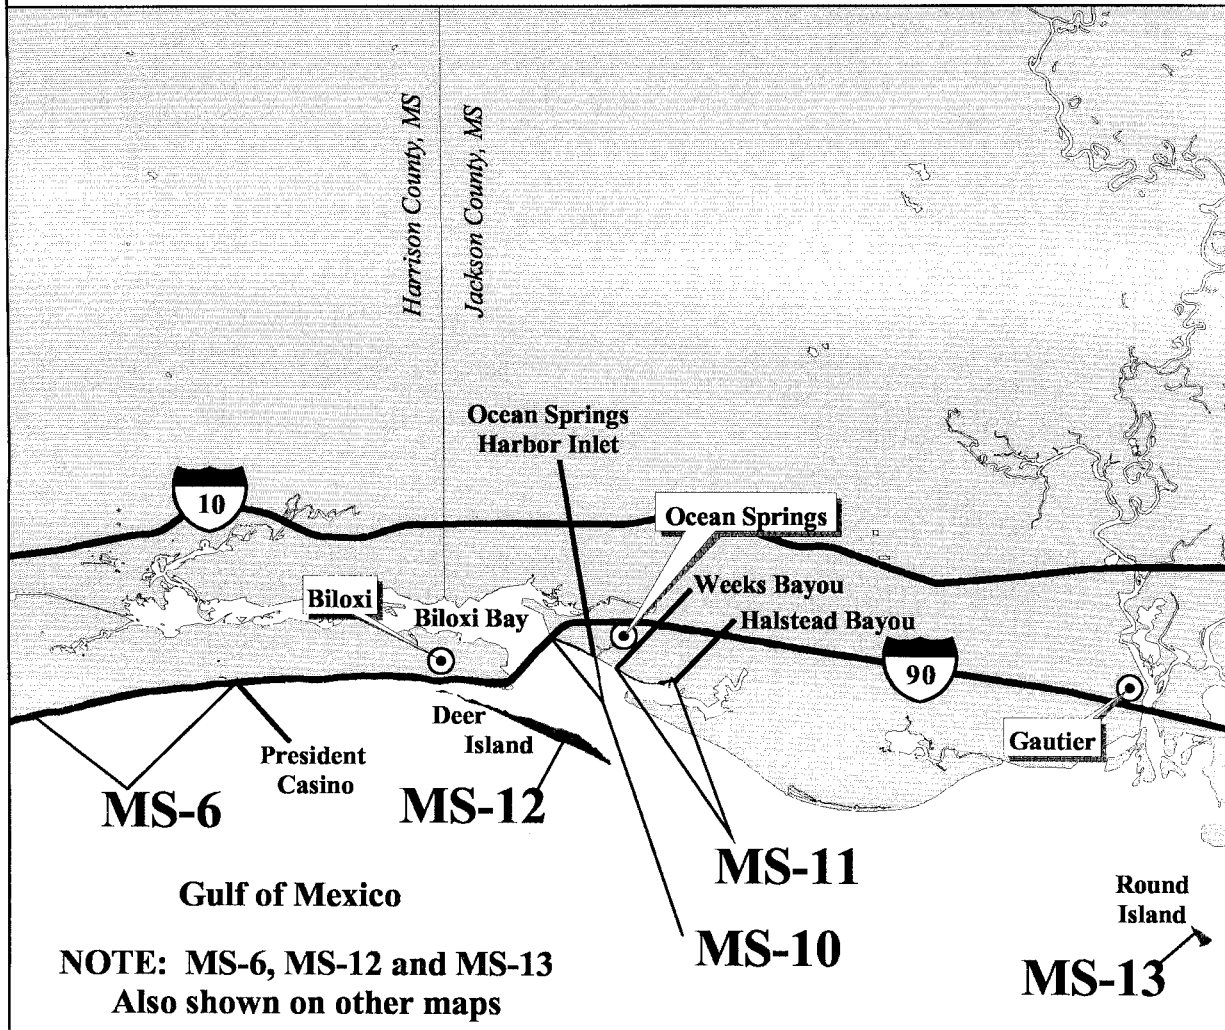 Harrison County, MS
Jackson County, MS
Ocean Springs
Harbor Inlet
10
Ocean Springs
Weeks Bayou
Biloxi
Biloxi Bay
Halstead Bayou
90
Deer
Island
Gautier
President
Casino
MS-6
MS-12
MS-11
Gulf of Mexico
Round
Island
MS-10
MS-13
NOTE: MS-6, MS-12 and MS-13
Also shown on other maps